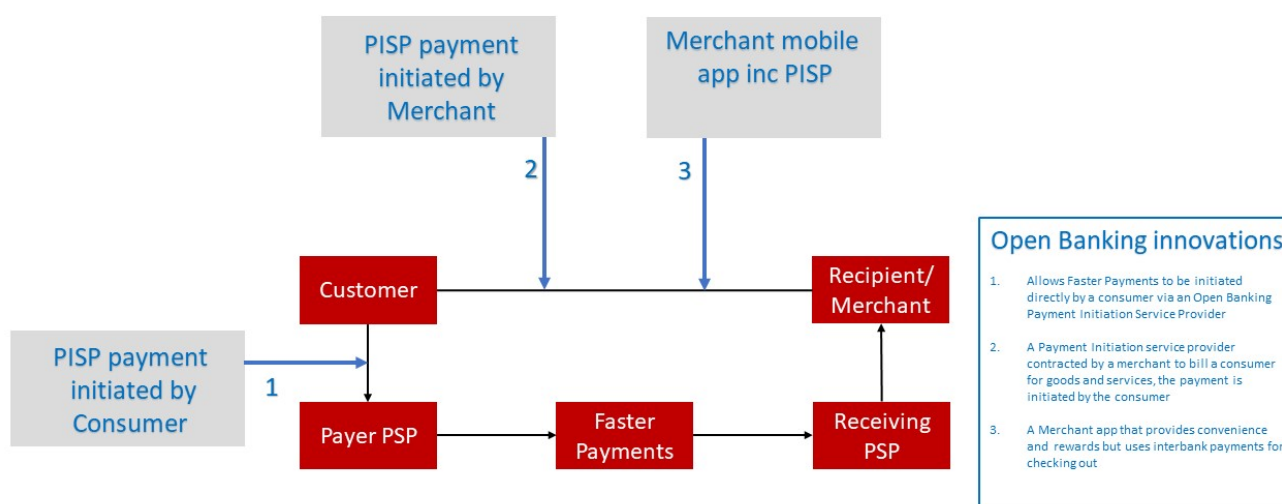 PISP payment
initiated by
Merchant
Merchant mobile
app inc PISP
2
3
Customer
Recipient/
Merchant
PISP payment
initiated by
Consumer
1
Payer PSP
Faster
Payments
Receiving
PSP
Open Banking innovations
1. Allows Faster Payments to be initiated
directly by a consumer via an Open Banking
Payment Initiation Service Provider
2. A Payment Initiation service provider
contracted by a merchant to bill a consumer
for goods and services, the payment is
initiated by the consumer
3. A Merchant app that provides convenience
and rewards but uses interbank payments for
checking out